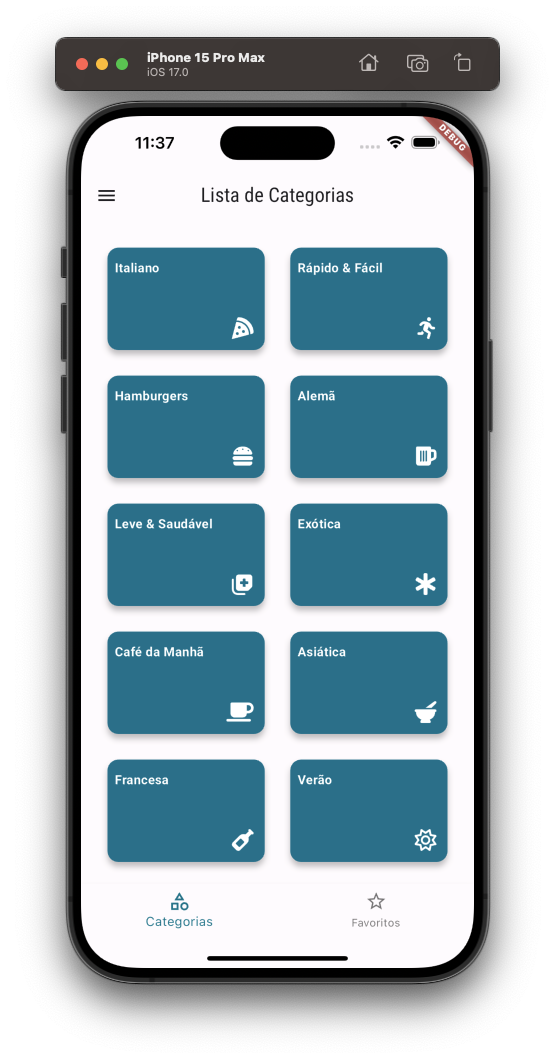 iPhone 15 Pro Max
iOS 17.0
11:37
DEBUG
Lista de Categorias
Italiano
Rápido & Fácil
Hamburgers
Alemã
Leve & Saudável
Exótica
Café da Manhã
Asiática
Francesa
Verão
Categorias
Favoritos